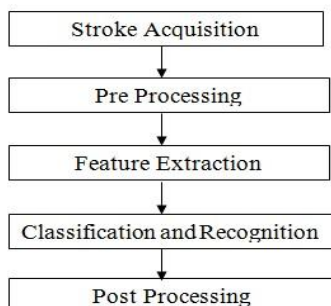 Stroke Acquisition
Pre Processing
Feature Extraction
Classification and Recognition
Post Processing